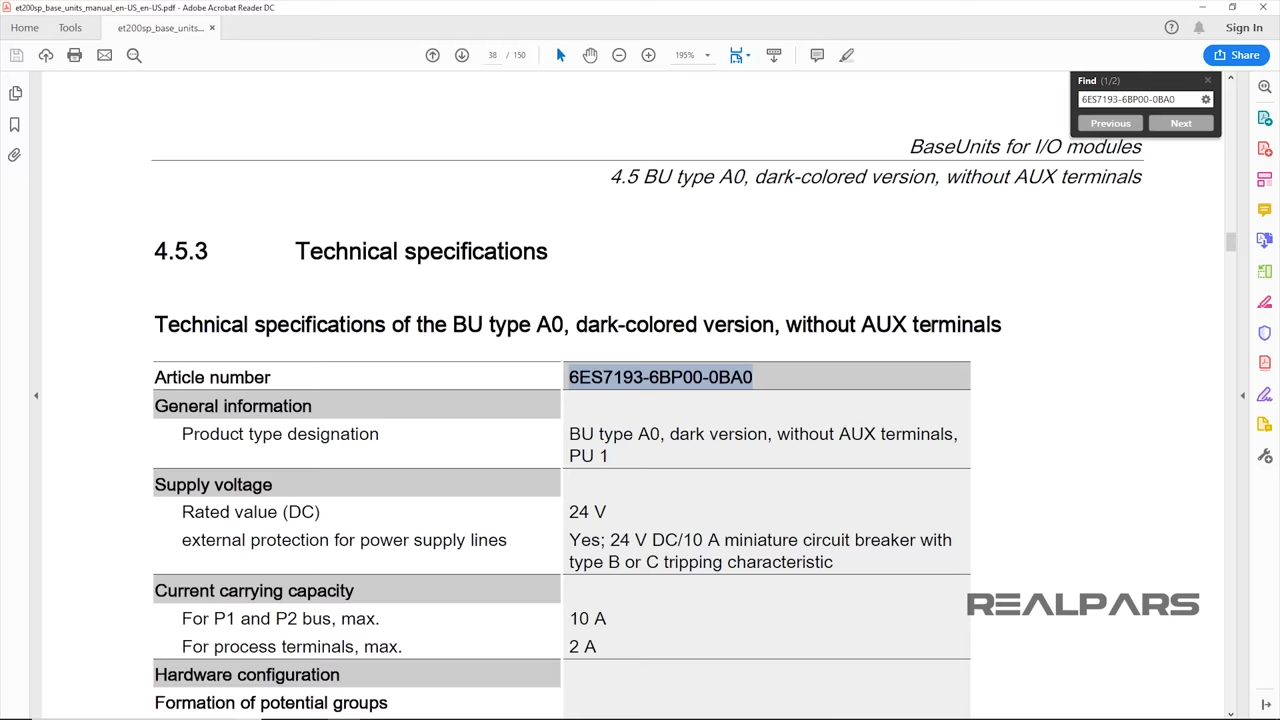 et200sp_base_units_manual_en-US_en-US.pdf - Adobe Acrobat Reader DC
Home
Tools
et200sp_base_units...
Sign In
38 / 150
195%
Share
Find (1/2)
6ES7193-6BP00-0BA0
Previous
Next
BaseUnits for I/O modules
4.5 BU type A0, dark-colored version, without AUX terminals
4.5.3 Technical specifications
Technical specifications of the BU type A0, dark-colored version, without AUX terminals
Article number 6ES7193-6BP00-0BA0
General information
Product type designation BU type A0, dark version, without AUX terminals,
PU 1
Supply voltage
Rated value (DC) 24 V
external protection for power supply lines Yes; 24 V DC/10 A miniature circuit breaker with
type B or C tripping characteristic
Current carrying capacity
For P1 and P2 bus, max. 10 A
For process terminals, max. 2 A
Hardware configuration
Formation of potential groups
REALPARS